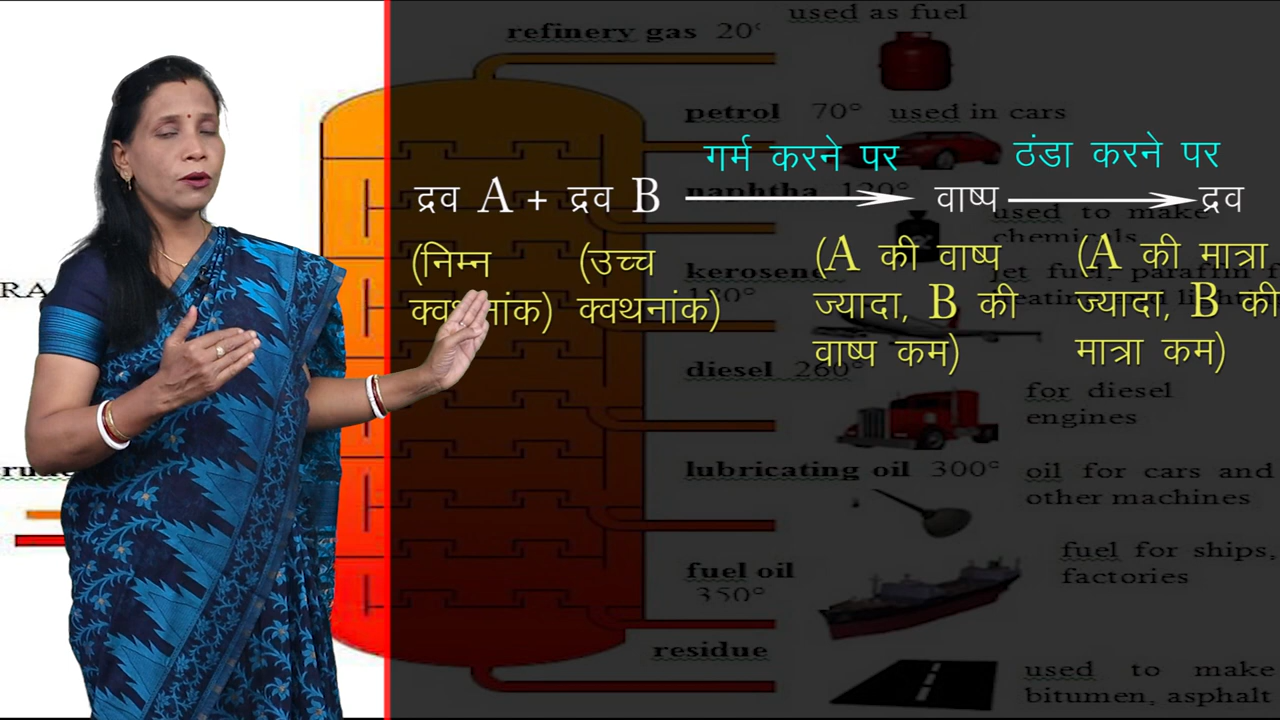 used as fuel
refinery gas 20
petrol 70° used in cars
गर्म करने पर ठंडा करने पर
द्रव A + द्रव B वाष्प द्रव
naphtha 120°
used to make
chemicals
(निम्न (उच्च (A की वाष्प (A की मात्रा
क्वथनांक) क्वथनांक) ज्यादा, B की ज्यादा, B की
वाष्प कम) मात्रा कम)
kerosene
180°
jet fuel, paraffin f
diesel 260°
for diesel
engines
lubricating oil 300°
oil for cars and
other machines
fuel oil
350°
fuel for ships,
factories
residue
used to make
bitumen, asphalt